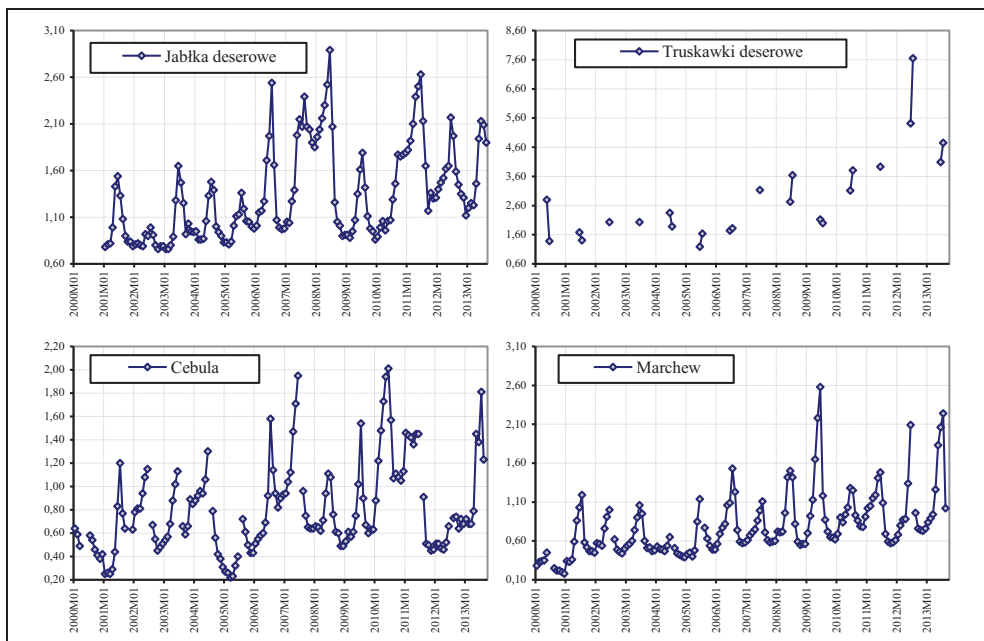 Jabłka deserowe
3,10
2,60
2,10
1,60
1,10
0,60
2000M01
2001M01
2002M01
2003M01
2004M01
2005M01
2006M01
2007M01
2008M01
2009M01
2010M01
2011M01
2012M01
2013M01
Truskawki deserowe
8,60
7,60
6,60
5,60
4,60
3,60
2,60
1,60
0,60
2000M01
2001M01
2002M01
2003M01
2004M01
2005M01
2006M01
2007M01
2008M01
2009M01
2010M01
2011M01
2012M01
2013M01
Cebula
2,20
2,00
1,80
1,60
1,40
1,20
1,00
0,80
0,60
0,40
0,20
2000M01
2001M01
2002M01
2003M01
2004M01
2005M01
2006M01
2007M01
2008M01
2009M01
2010M01
2011M01
2012M01
2013M01
Marchew
3,10
2,60
2,10
1,60
1,10
0,60
0,10
2000M01
2001M01
2002M01
2003M01
2004M01
2005M01
2006M01
2007M01
2008M01
2009M01
2010M01
2011M01
2012M01
2013M01